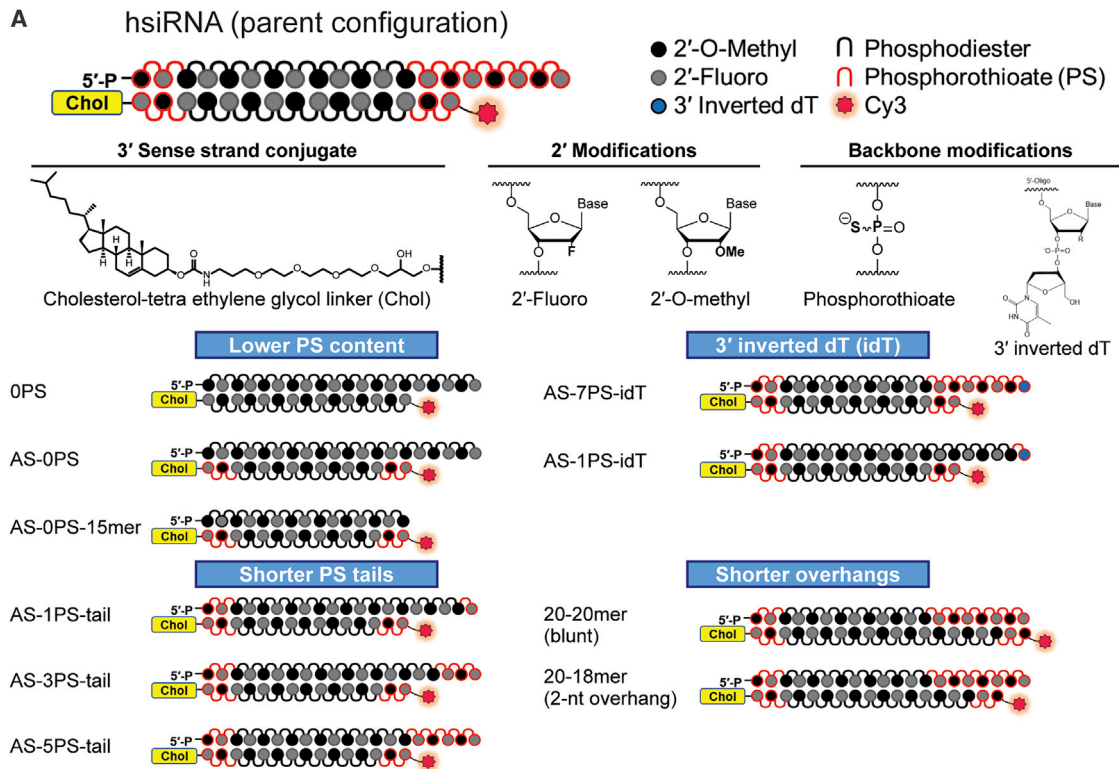 A
hsiRNA (parent configuration)
5′-P
Chol
2′-O-Methyl
2′-Fluoro
3′ Inverted dT
Phosphodiester
Phosphorothioate (PS)
Cy3
3′ Sense strand conjugate
2′ Modifications
Backbone modifications
H
H
H
O
O
N
H
O
O
O
O
OH
O
Cholesterol-tetra ethylene glycol linker (Chol)
O
Base
O
O
F
2′-Fluoro
O
Base
O
O
OMe
2′-O-methyl
O
⊖
S
P=O
O
Phosphorothioate
5'-Oligo
O
Base
O
O
R
⁻O-P=O
O
O
OH
O
N
HN
O
3′ inverted dT
Lower PS content
0PS
5′-P
Chol
AS-0PS
5′-P
Chol
AS-0PS-15mer
5′-P
Chol
Shorter PS tails
AS-1PS-tail
5′-P
Chol
AS-3PS-tail
5′-P
Chol
AS-5PS-tail
5′-P
Chol
3′ inverted dT (idT)
AS-7PS-idT
5′-P
Chol
AS-1PS-idT
5′-P
Chol
Shorter overhangs
20-20mer
(blunt)
5′-P
Chol
20-18mer
(2-nt overhang)
5′-P
Chol